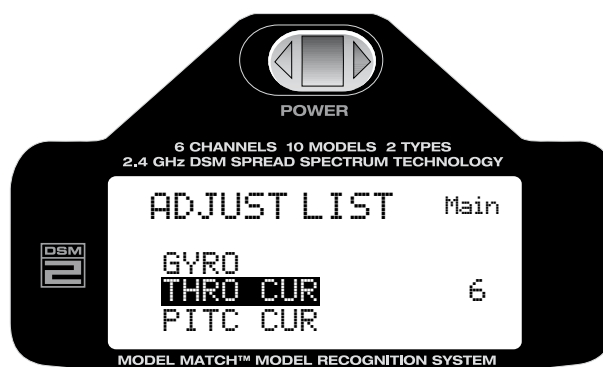 POWER
6 CHANNELS 10 MODELS 2 TYPES
2.4 GHz DSM SPREAD SPECTRUM TECHNOLOGY
ADJUST LIST Main
DSM
2
GYRO
THRO CUR 6
PITC CUR
MODEL MATCH™ MODEL RECOGNITION SYSTEM